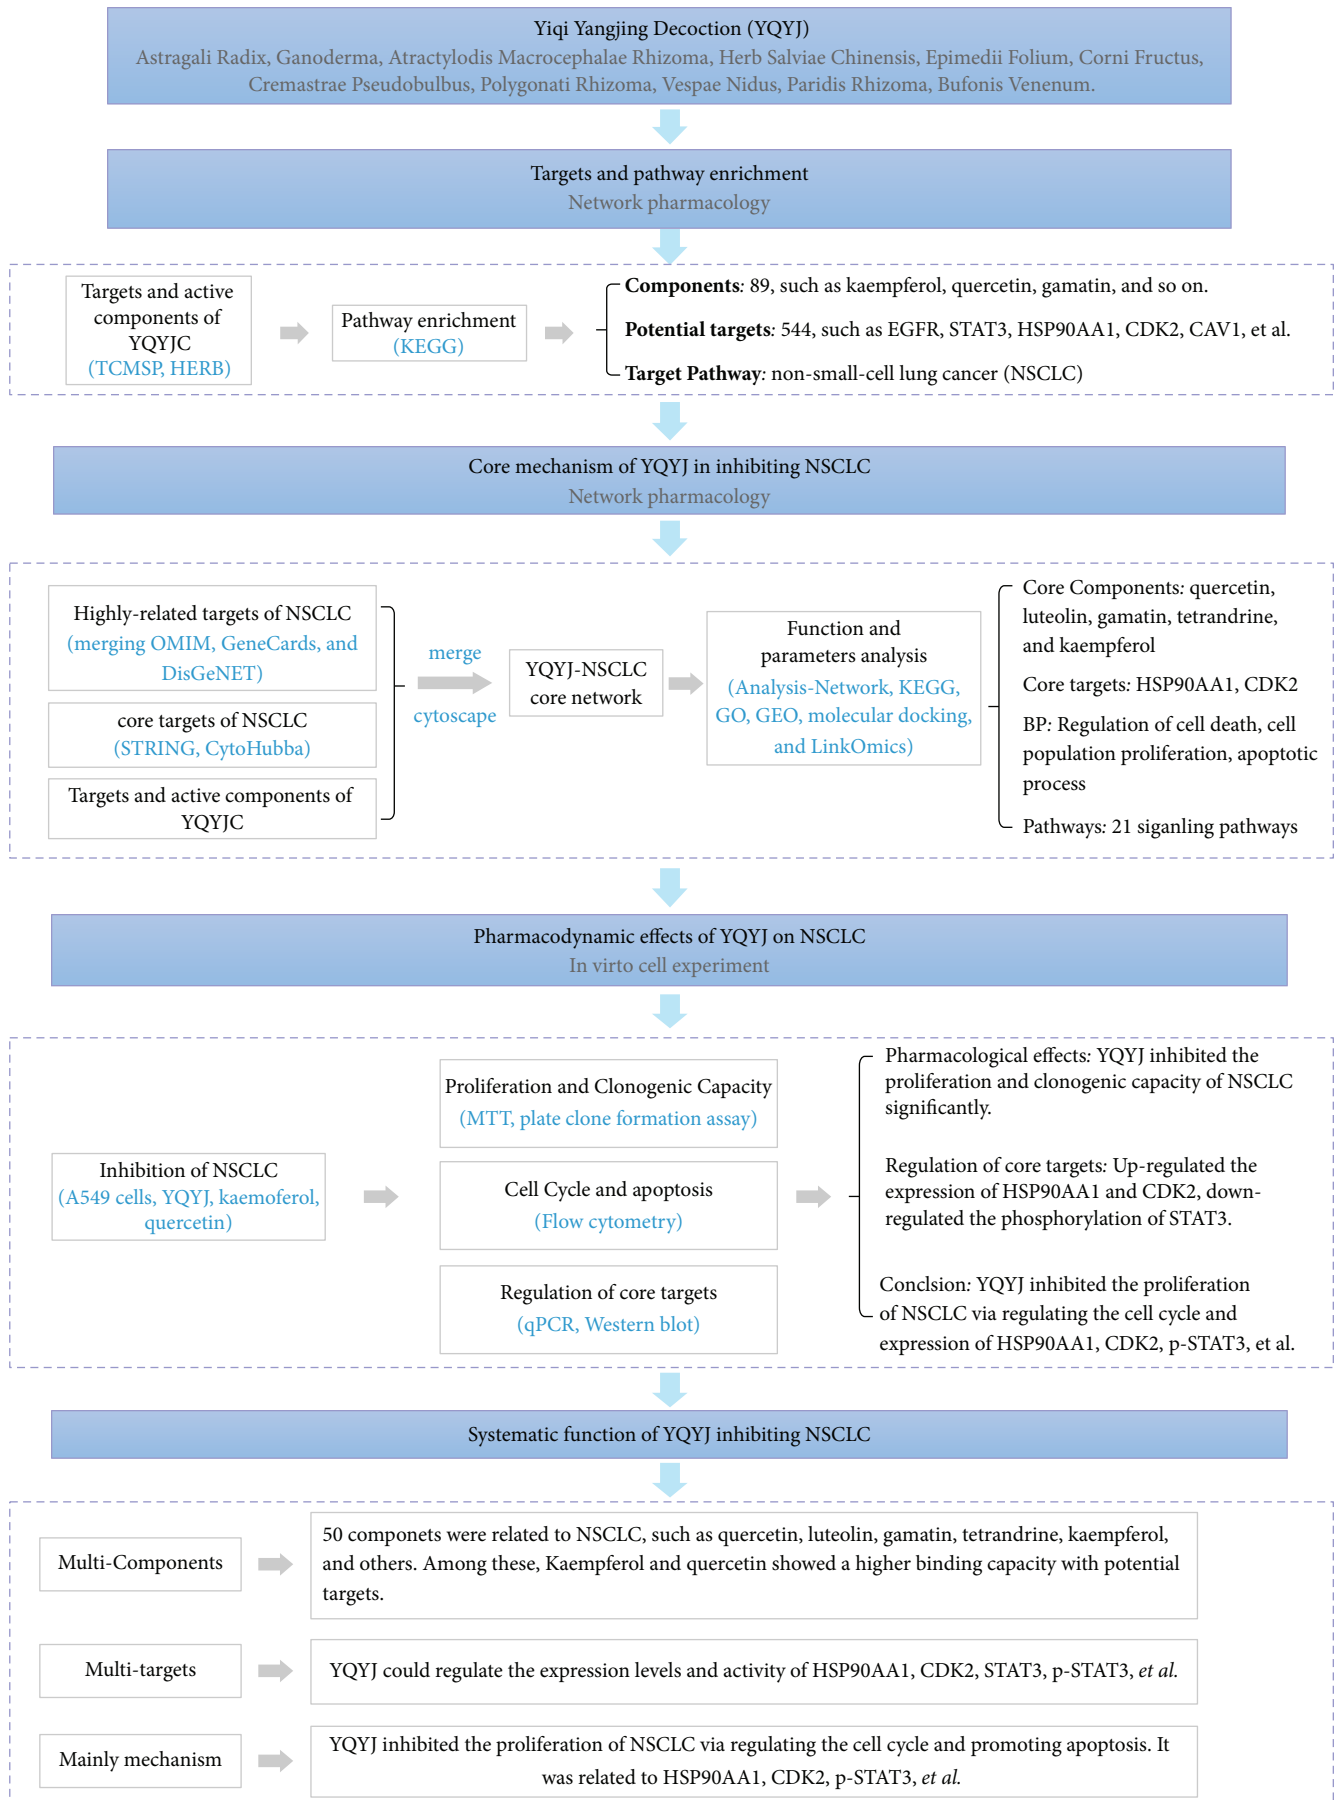 Yiqi Yangjing Decoction (YQYJ)
Astragali Radix, Ganoderma, Atractylodis Macrocephalae Rhizoma, Herb Salviae Chinensis, Epimedii Folium, Corni Fructus,
Cremastrae Pseudobulbus, Polygonati Rhizoma, Vespae Nidus, Paridis Rhizoma, Bufonis Venenum.
Targets and pathway enrichment
Network pharmacology
Targets and active
components of
YQYJC
(TCMSP, HERB)
Pathway enrichment
(KEGG)
Components: 89, such as kaempferol, quercetin, gamatin, and so on.
Potential targets: 544, such as EGFR, STAT3, HSP90AA1, CDK2, CAV1, et al.
Target Pathway: non-small-cell lung cancer (NSCLC)
Core mechanism of YQYJ in inhibiting NSCLC
Network pharmacology
Highly-related targets of NSCLC
(merging OMIM, GeneCards, and
DisGeNET)
core targets of NSCLC
(STRING, CytoHubba)
Targets and active components of
YQYJC
merge
cytoscape
YQYJ-NSCLC
core network
Function and
parameters analysis
(Analysis-Network, KEGG,
GO, GEO, molecular docking,
and LinkOmics)
Core Components: quercetin,
luteolin, gamatin, tetrandrine,
and kaempferol
Core targets: HSP90AA1, CDK2
BP: Regulation of cell death, cell
population proliferation, apoptotic
process
Pathways: 21 siganling pathways
Pharmacodynamic effects of YQYJ on NSCLC
In virto cell experiment
Inhibition of NSCLC
(A549 cells, YQYJ, kaemoferol,
quercetin)
Proliferation and Clonogenic Capacity
(MTT, plate clone formation assay)
Cell Cycle and apoptosis
(Flow cytometry)
Regulation of core targets
(qPCR, Western blot)
Pharmacological effects: YQYJ inhibited the
proliferation and clonogenic capacity of NSCLC
significantly.
Regulation of core targets: Up-regulated the
expression of HSP90AA1 and CDK2, down-
regulated the phosphorylation of STAT3.
Conclsion: YQYJ inhibited the proliferation
of NSCLC via regulating the cell cycle and
expression of HSP90AA1, CDK2, p-STAT3, et al.
Systematic function of YQYJ inhibiting NSCLC
Multi-Components
50 componets were related to NSCLC, such as quercetin, luteolin, gamatin, tetrandrine, kaempferol,
and others. Among these, Kaempferol and quercetin showed a higher binding capacity with potential
targets.
Multi-targets
YQYJ could regulate the expression levels and activity of HSP90AA1, CDK2, STAT3, p-STAT3, et al.
Mainly mechanism
YQYJ inhibited the proliferation of NSCLC via regulating the cell cycle and promoting apoptosis. It
was related to HSP90AA1, CDK2, p-STAT3, et al.